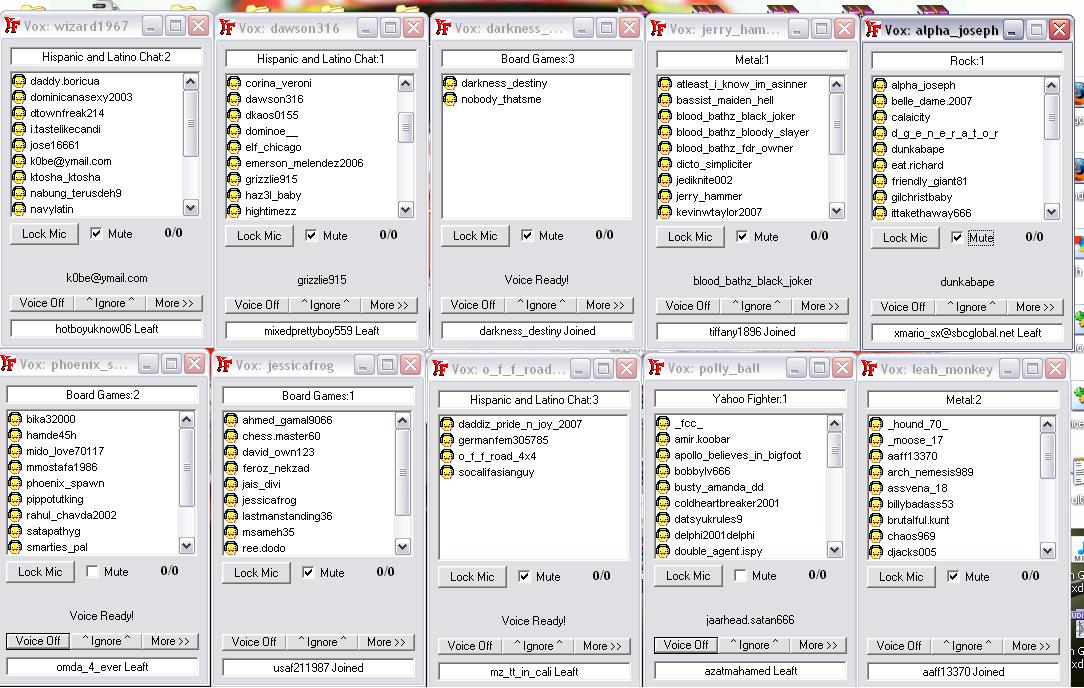 Vox: wizard1967
Hispanic and Latino Chat:2
daddy.boricua
dominicanasexy2003
dtownfreak214
i.tastelikecandi
jose16661
k0be@ymail.com
ktosha_ktosha
nabung_terusdeh9
navylatin
Lock Mic Mute 0/0
k0be@ymail.com
Voice Off ^ Ignore ^ More >>
hotboyuknow06 Leaft
Vox: dawson316
Hispanic and Latino Chat:1
corina_veroni
dawson316
dkaos0155
dominoe__
elf_chicago
emerson_melendez2006
grizzlie915
haz3l_baby
hightimezz
Lock Mic Mute 0/0
grizzlie915
Voice Off ^ Ignore ^ More >>
mixedprettyboy559 Leaft
Vox: darkness_...
Board Games:3
darkness_destiny
nobody_thatsme
Lock Mic Mute 0/0
Voice Ready!
Voice Off ^ Ignore ^ More >>
darkness_destiny Joined
Vox: jerry_ham...
Metal:1
atleast_i_know_im_asinner
bassist_maiden_hell
blood_bathz_black_joker
blood_bathz_bloody_slayer
blood_bathz_fdr_owner
dicto_simpliciter
jediknite002
jerry_hammer
kevinwtaylor2007
Lock Mic Mute 0/0
blood_bathz_black_joker
Voice Off ^ Ignore ^ More >>
tiffany1896 Joined
Vox: alpha_joseph
Rock:1
alpha_joseph
belle_dame.2007
calaicity
d_g_e_n_e_r_a_t_o_r
dunkabape
eat.richard
friendly_giant81
gilchristbaby
ittakethaway666
Lock Mic Mute 0/0
dunkabape
Voice Off ^ Ignore ^ More >>
xmario_sx@sbcglobal.net Leaft
Vox: phoenix_s...
Board Games:2
bika32000
hamde45h
mido_love70117
mmostafa1986
phoenix_spawn
pippotutking
rahul_chavda2002
satapathyg
smarties_pal
Lock Mic Mute 0/0
Voice Ready!
Voice Off ^ Ignore ^ More >>
omda_4_ever Leaft
Vox: jessicafrog
Board Games:1
ahmed_gamal9066
chess.master60
david_own123
feroz_nekzad
jais_divi
jessicafrog
lastmanstanding36
msameh35
ree.dodo
Lock Mic Mute 0/0
Voice Off ^ Ignore ^ More >>
usaf211987 Joined
Vox: o_f_f_road...
Hispanic and Latino Chat:3
daddiz_pride_n_joy_2007
germanfem305785
o_f_f_road_4x4
socalifasianguy
Lock Mic Mute 0/0
Voice Ready!
Voice Off ^ Ignore ^ More >>
mz_tt_in_cali Leaft
Vox: polly_ball
Yahoo Fighter:1
_fcc_
amir.koobar
apollo_believes_in_bigfoot
bobbylv666
busty_amanda_dd
coldheartbreaker2001
datsyukrules9
delphi2001delphi
double_agent.ispy
Lock Mic Mute 0/0
jaarhead.satan666
Voice Off ^ Ignore ^ More >>
azatmahamed Leaft
Vox: leah_monkey
Metal:2
_hound_70_
_moose_17
aaff13370
arch_nemesis989
assvena_18
billybadass53
brutalful.kunt
chaos969
djacks005
Lock Mic Mute 0/0
Voice Off ^ Ignore ^ More >>
aaff13370 Joined